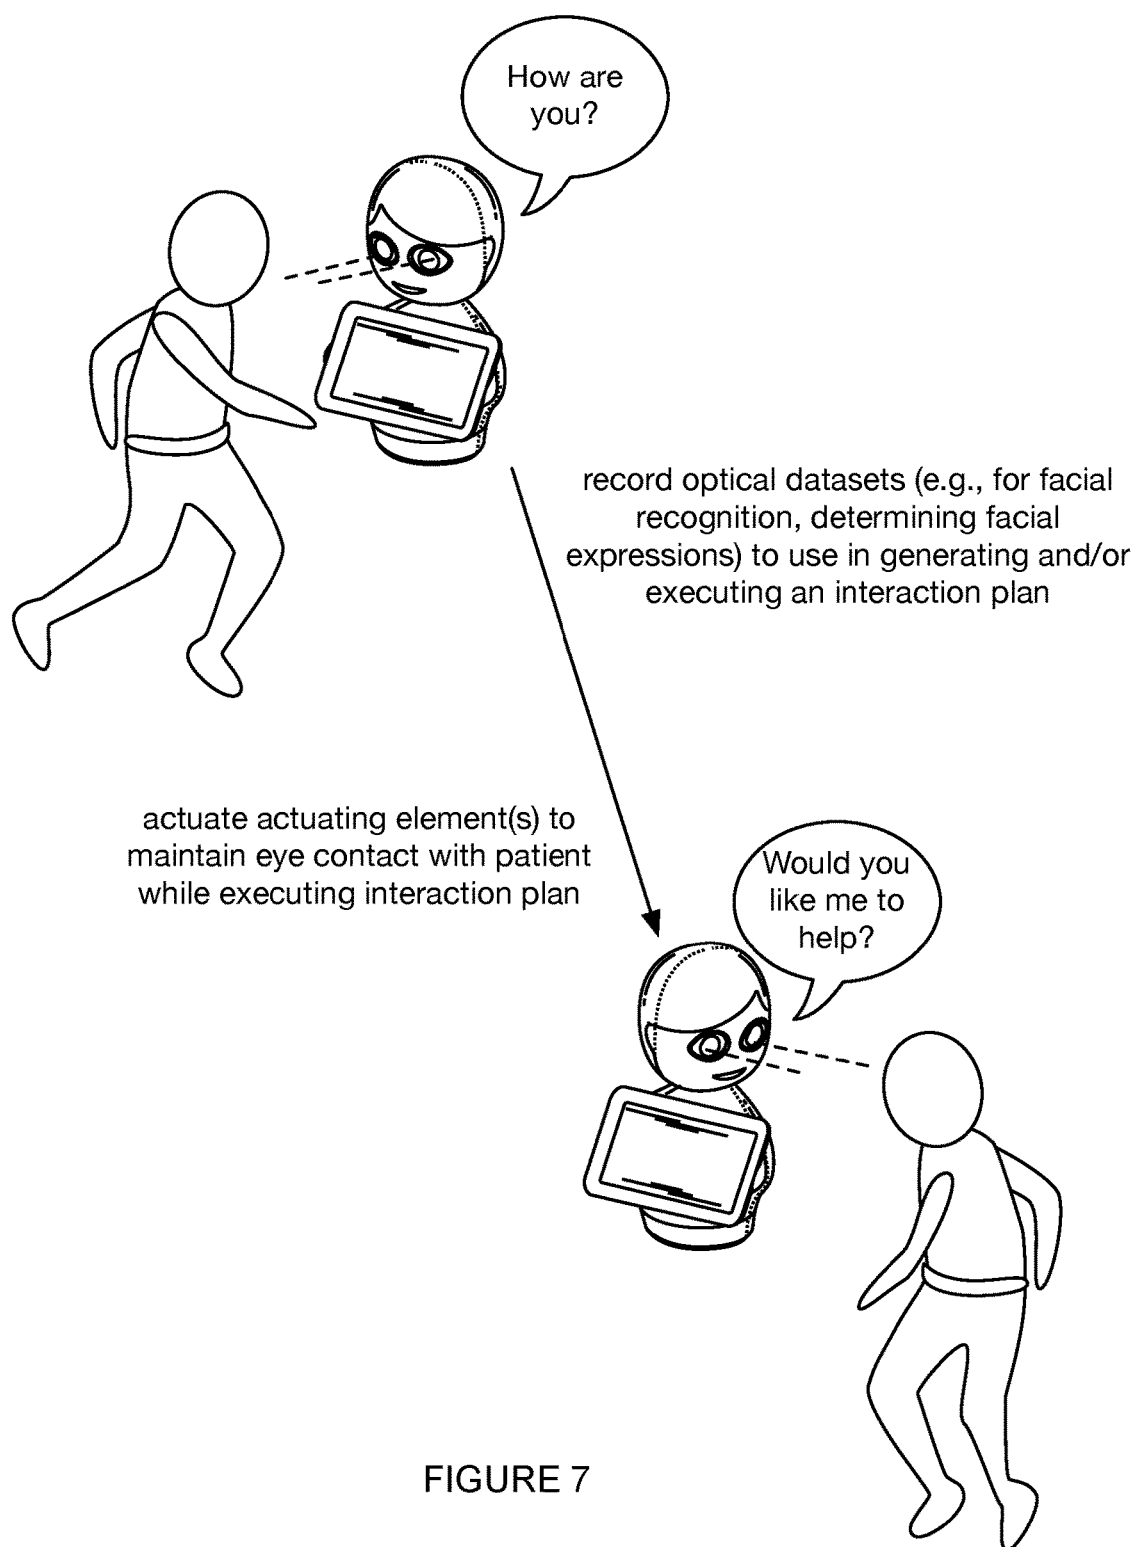 How are
you?
record optical datasets (e.g., for facial
recognition, determining facial
expressions) to use in generating and/or
executing an interaction plan
actuate actuating element(s) to
maintain eye contact with patient
while executing interaction plan
Would you
like me to
help?
FIGURE 7